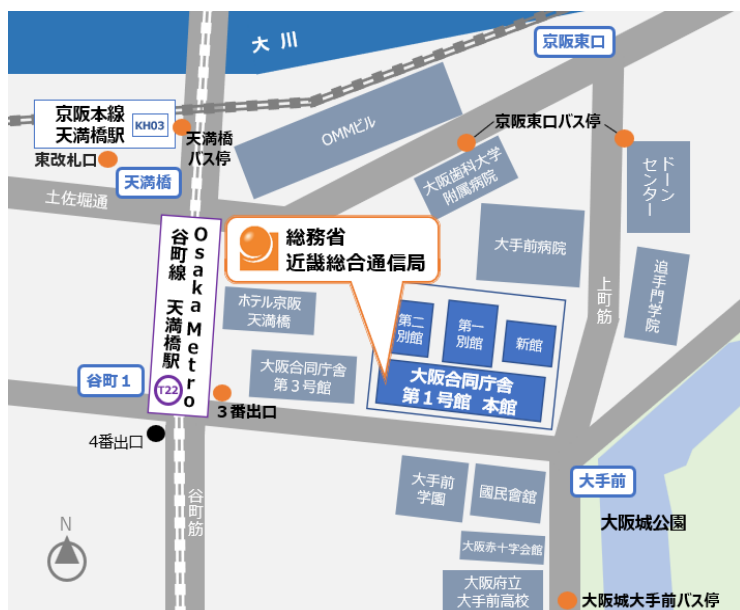 大川
京阪東口
京阪本線
天満橋駅
KH03
天満橋
バス停
OMMビル
京阪東口バス停
東改札口
天満橋
大阪歯科大学
附属病院
ドーン
センター
土佐堀通
大手前病院
総務省
近畿総合通信局
Osaka Metro
谷町線 天満橋駅
T22
上町筋
追手門学院
ホテル京阪
天満橋
第二
別館
第一
別館
新館
大阪合同庁舎
第3号館
大阪合同庁舎
第1号館 本館
谷町1
3番出口
4番出口
谷町筋
大手前
学園
國民會舘
大手前
大阪城公園
大阪赤十字会館
大阪府立
大手前高校
大阪城大手前バス停
N